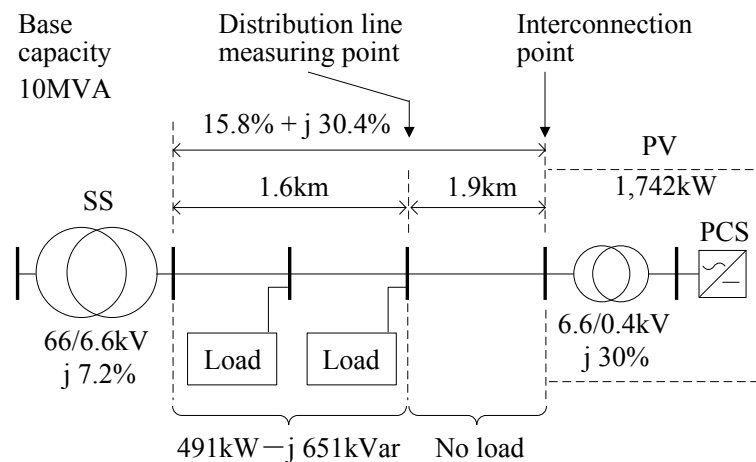 Base
capacity
10MVA
Distribution line
measuring point
Interconnection
point
15.8% + j 30.4%
PV
1,742kW
1.6km
1.9km
SS
PCS
66/6.6kV
j 7.2%
Load
Load
6.6/0.4kV
j 30%
491kW－j 651kVar
No load